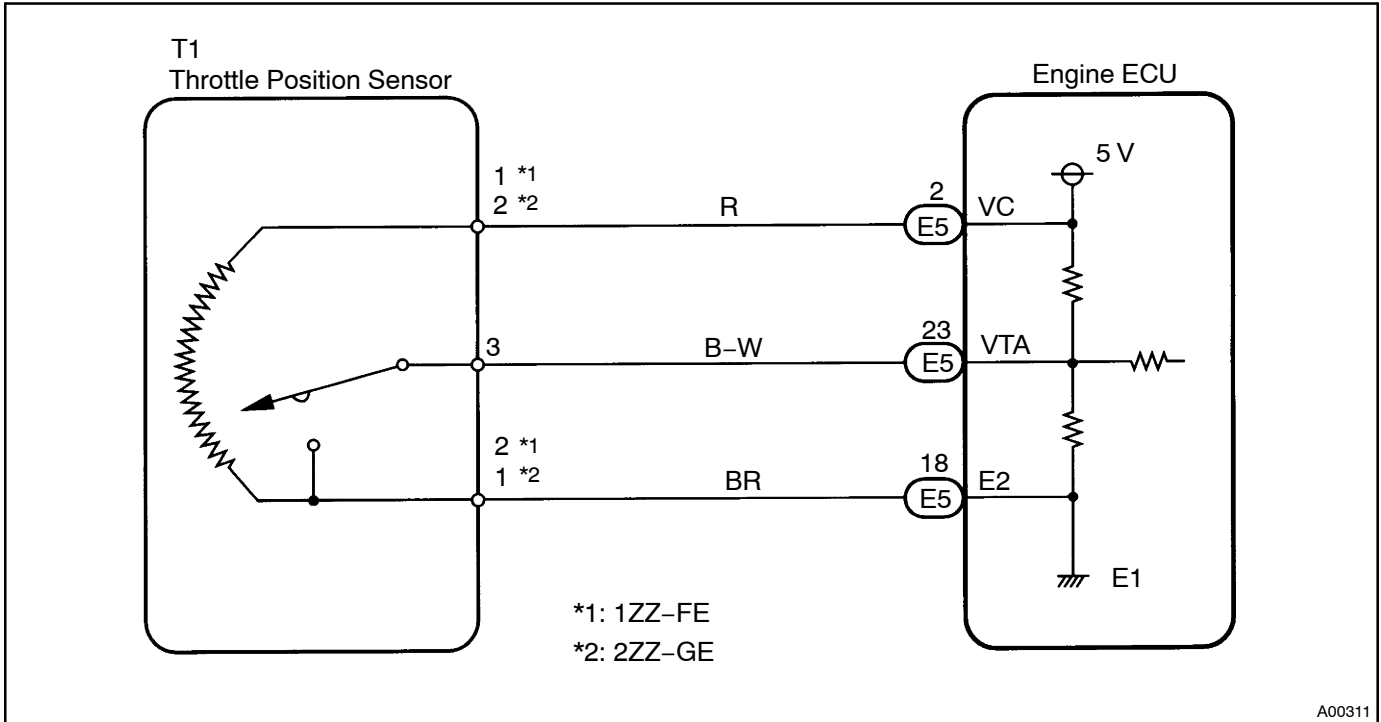 T1
Throttle Position Sensor
Engine ECU
5 V
1 *1
2 *2
R
2
E5
VC
3
B–W
23
E5
VTA
2 *1
1 *2
BR
18
E5
E2
E1
*1: 1ZZ–FE
*2: 2ZZ–GE
A00311